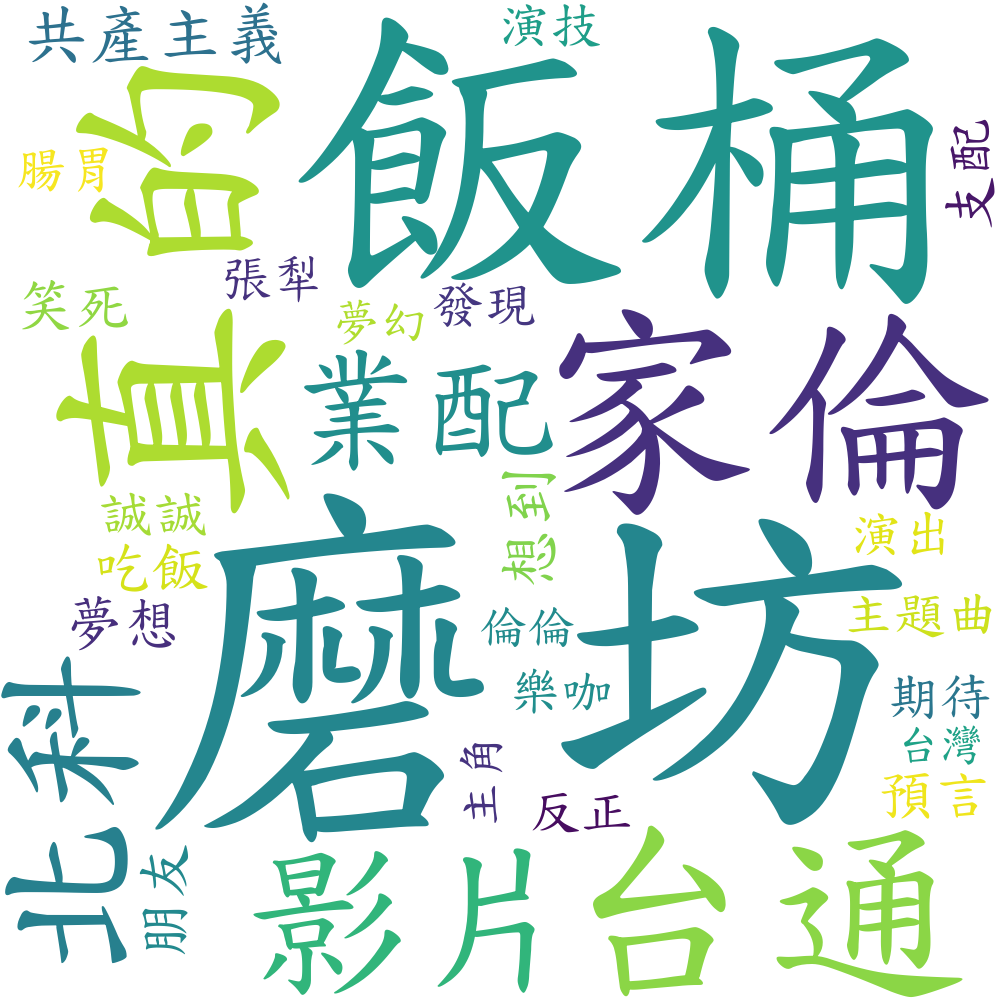 共產主義
演技
飯桶
真的
腸胃
支配
張犁
笑死
夢幻
發現
業配
家倫
磨坊
想到
誠誠
吃飯
演出
夢想
倫倫
主題曲
北科
樂咖
期待
台灣
主角
預言
反正
朋友
影片
台通